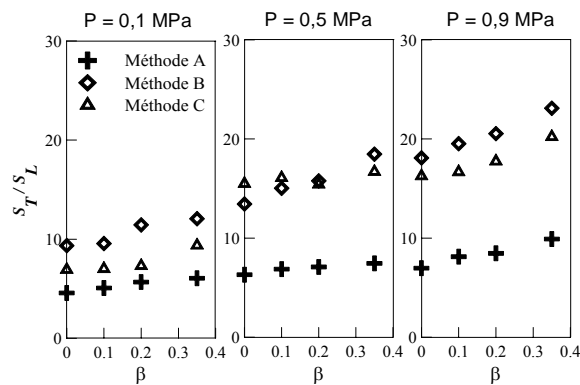 P = 0,1 MPa
P = 0,5 MPa
P = 0,9 MPa
30
20
10
0
S_T/S_L
Méthode A
Méthode B
Méthode C
0 0.1 0.2 0.3 0.4
β
30
20
10
0
0 0.1 0.2 0.3 0.4
β
30
20
10
0
0 0.1 0.2 0.3 0.4
β